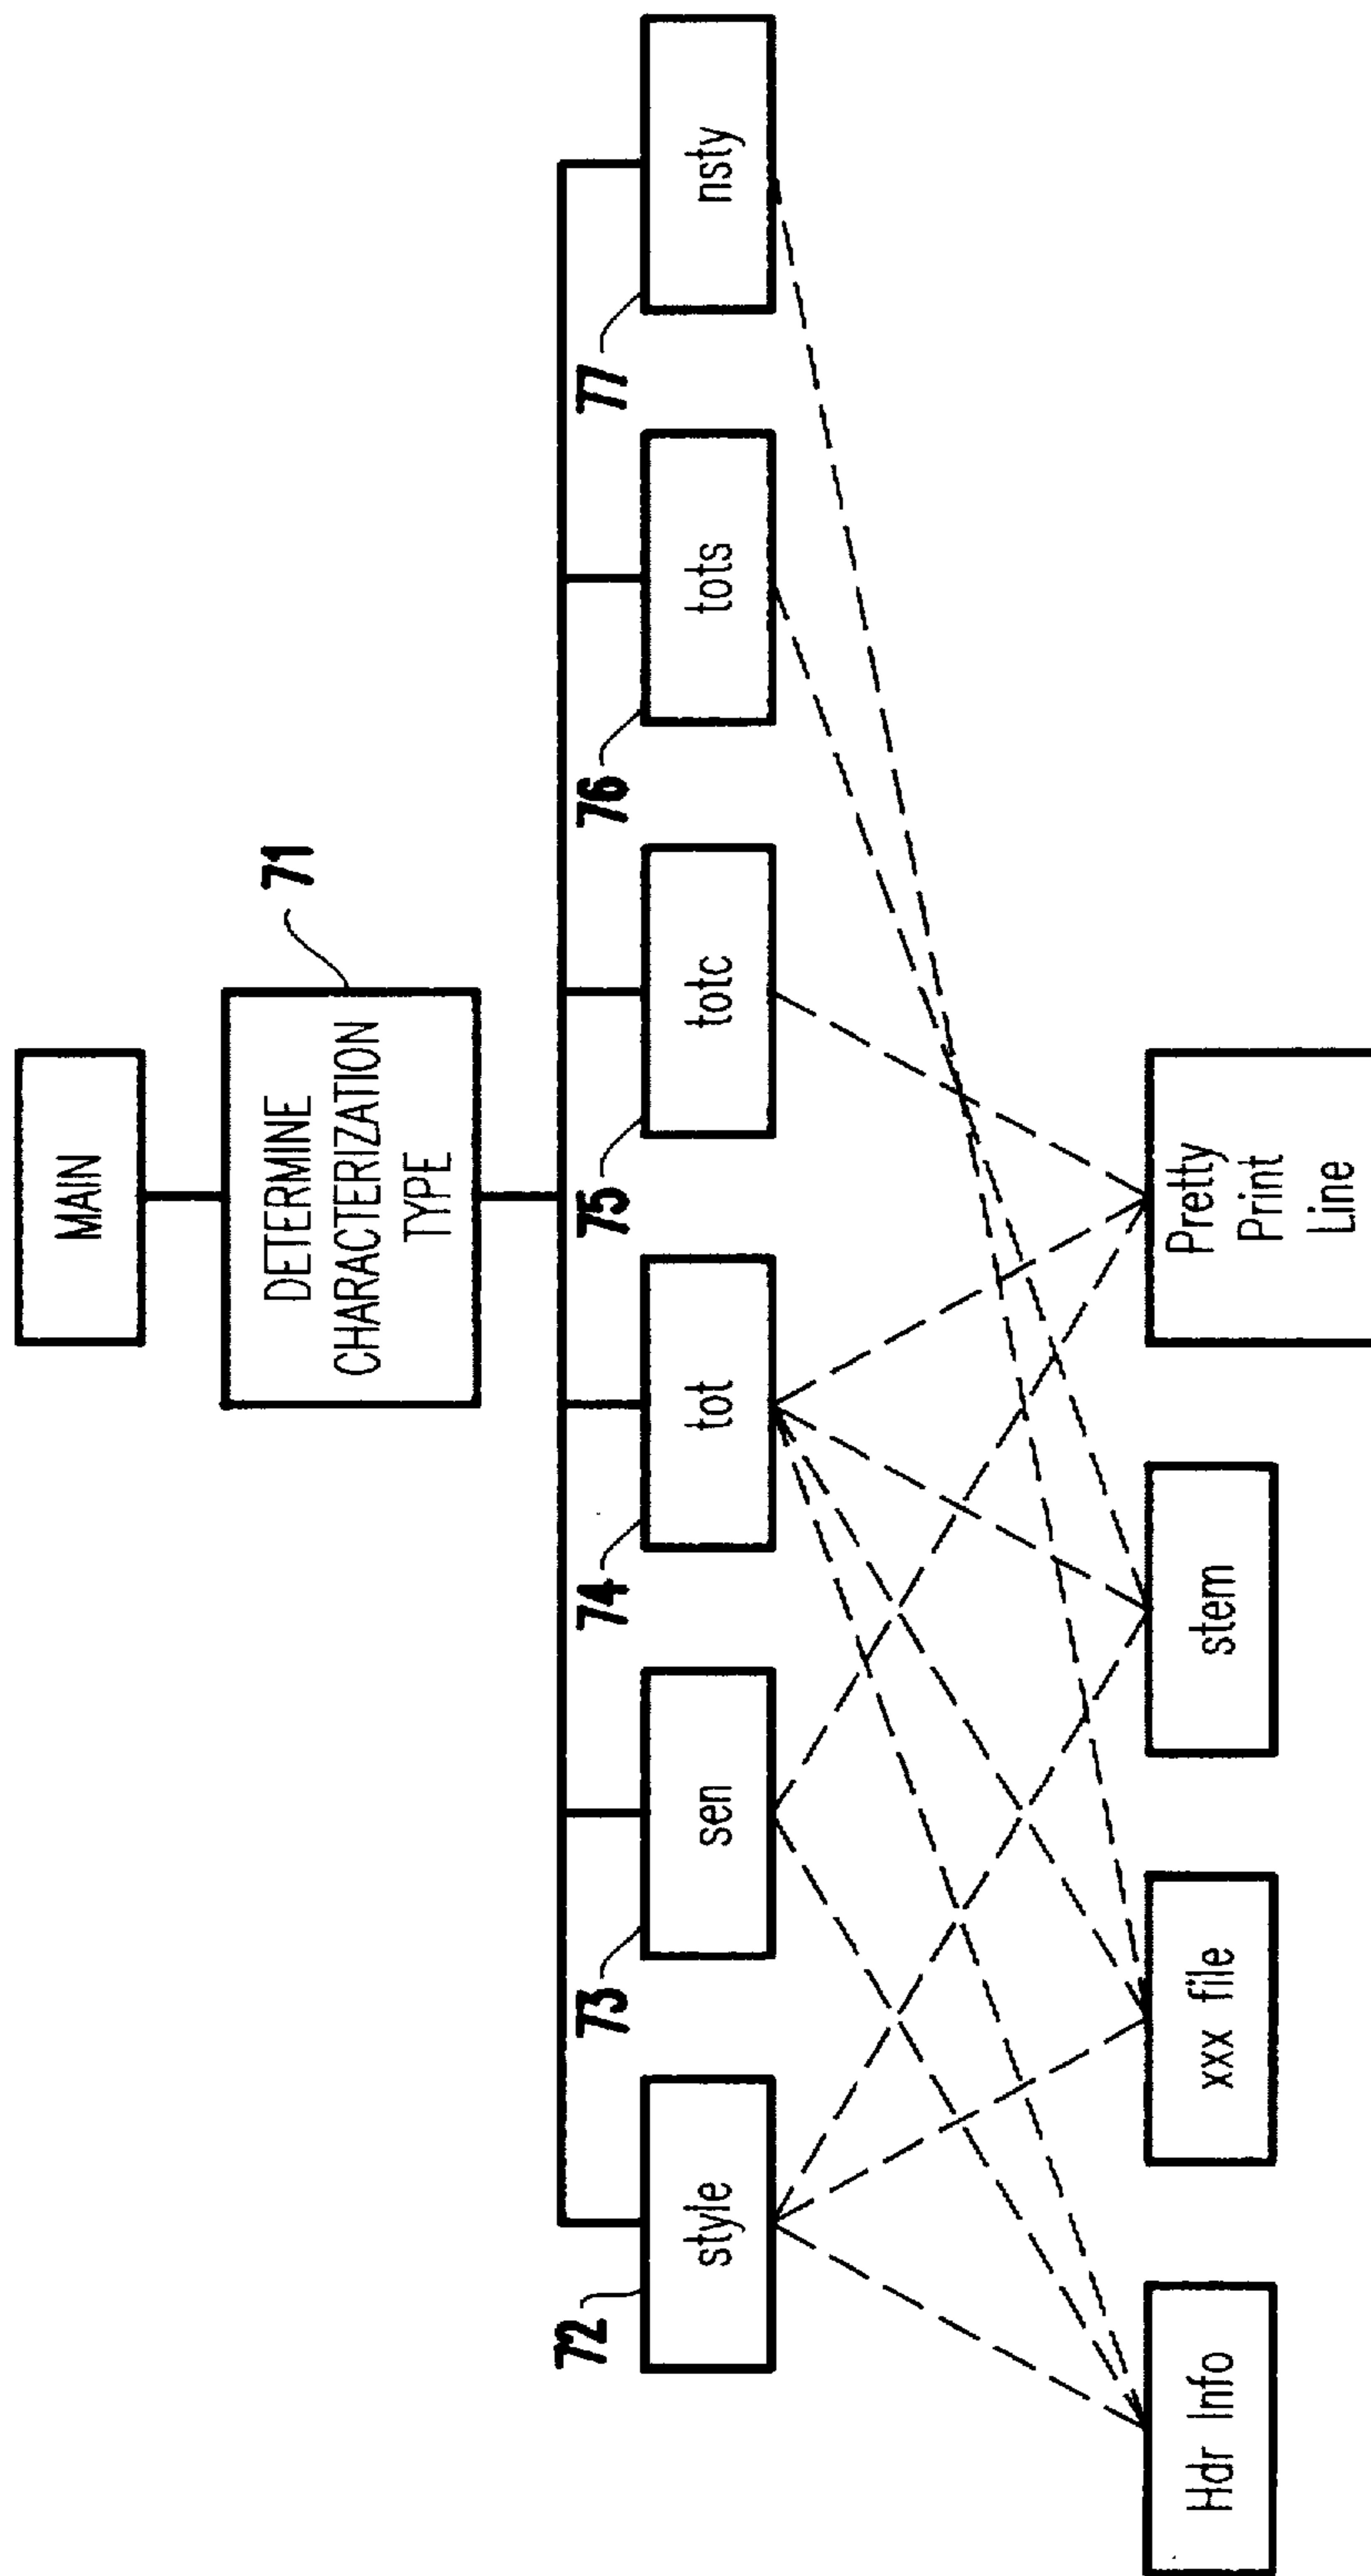 MAIN
DETERMINE
CHARACTERIZATION
TYPE
71
72
style
73
sen
74
tot
75
totc
76
tots
77
nsty
Hdr Info
xxx file
stem
Pretty
Print
Line